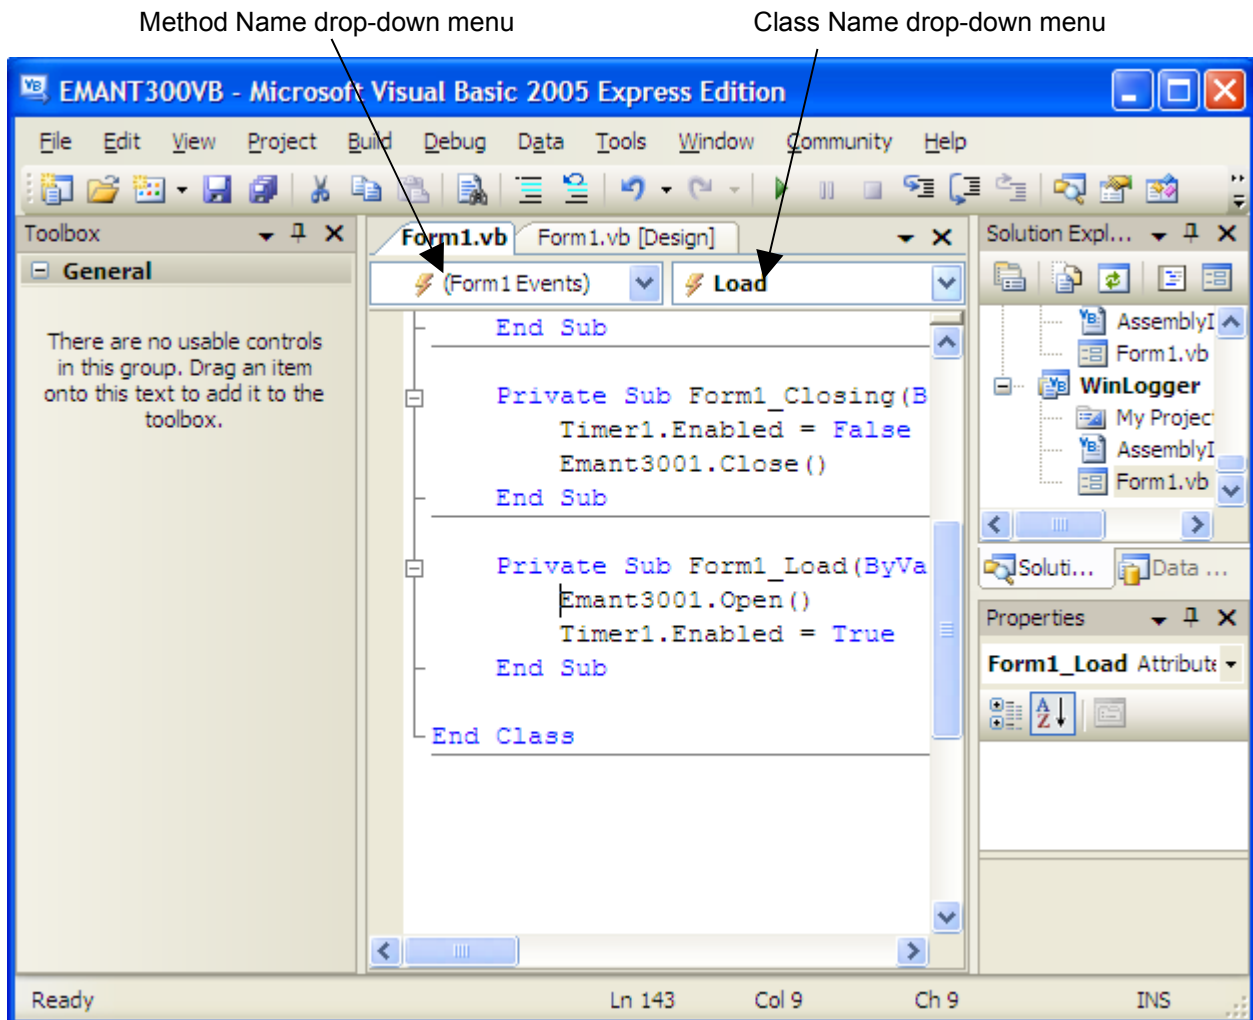 Method Name drop-down menu
Class Name drop-down menu
EMANT300VB - Microsoft Visual Basic 2005 Express Edition
File Edit View Project Build Debug Data Tools Window Community Help
Toolbox
General
There are no usable controls
in this group. Drag an item
onto this text to add it to the
toolbox.
Form1.vb Form1.vb [Design]
(Form1 Events) Load
End Sub
Private Sub Form1_Closing(B
Timer1.Enabled = False
Emant3001.Close()
End Sub
Private Sub Form1_Load(ByVa
Emant3001.Open()
Timer1.Enabled = True
End Sub
End Class
Solution Expl...
AssemblyI
Form1.vb
WinLogger
My Projec
AssemblyI
Form1.vb
Soluti... Data ...
Properties
Form1_Load Attribute
Ready Ln 143 Col 9 Ch 9 INS